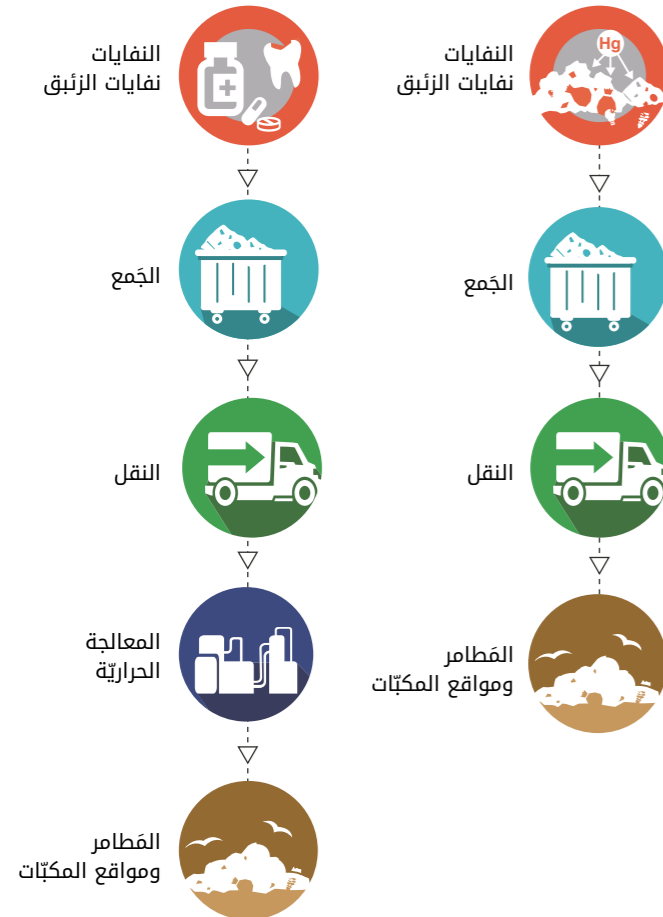 النفايات
نفايات الزئبق
Hg
الجَمع
النقل
المَطامر
ومواقع المكبّات
النفايات
نفايات الزئبق
الجَمع
النقل
المعالجة
الحراريّة
المَطامر
ومواقع المكبّات